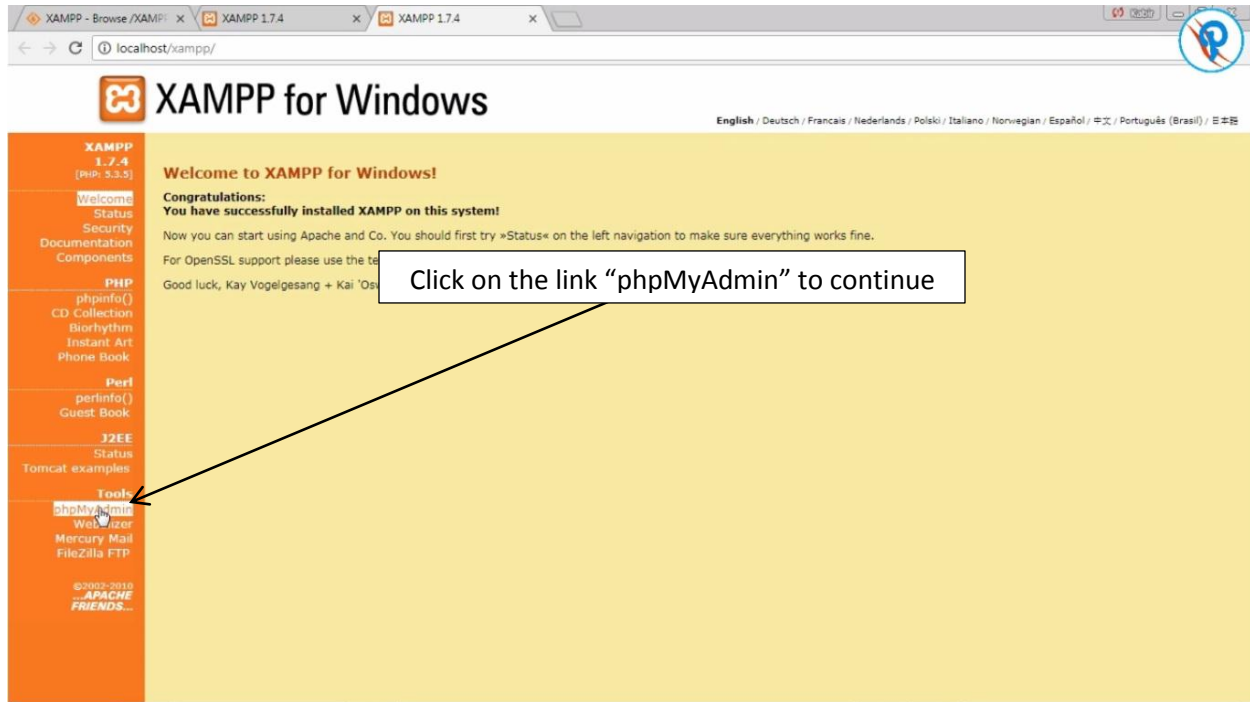 XAMPP - Browse /XAMP
XAMPP 1.7.4
XAMPP 1.7.4
localhost/xampp/
XAMPP for Windows
English / Deutsch / Francais / Nederlands / Polski / Italiano / Norwegian / Español / 中文 / Português (Brasil) / 日本語
XAMPP
1.7.4
[PHP: 5.3.5]
Welcome
Status
Security
Documentation
Components
PHP
phpinfo()
CD Collection
Biorhythm
Instant Art
Phone Book
Perl
perlinfo()
Guest Book
J2EE
Status
Tomcat examples
Tools
phpMyAdmin
Mercury Mail
FileZilla FTP
©2002-2010
...APACHE
FRIENDS...
Welcome to XAMPP for Windows!
Congratulations:
You have successfully installed XAMPP on this system!
Now you can start using Apache and Co. You should first try »Status« on the left navigation to make sure everything works fine.
For OpenSSL support please use the te
Good luck, Kay Vogelgesang + Kai 'Osw
Click on the link “phpMyAdmin” to continue